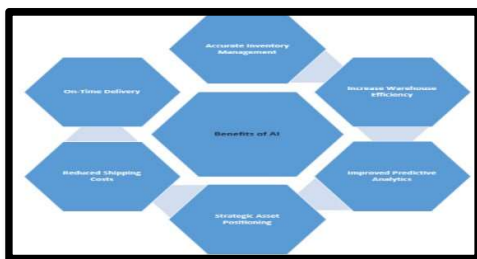 Accurate Inventory
Management
On-Time Delivery
Increase Warehouse
Efficiency
Benefits of AI
Reduced Shipping
Costs
Improved Predictive
Analytics
Strategic Asset
Positioning